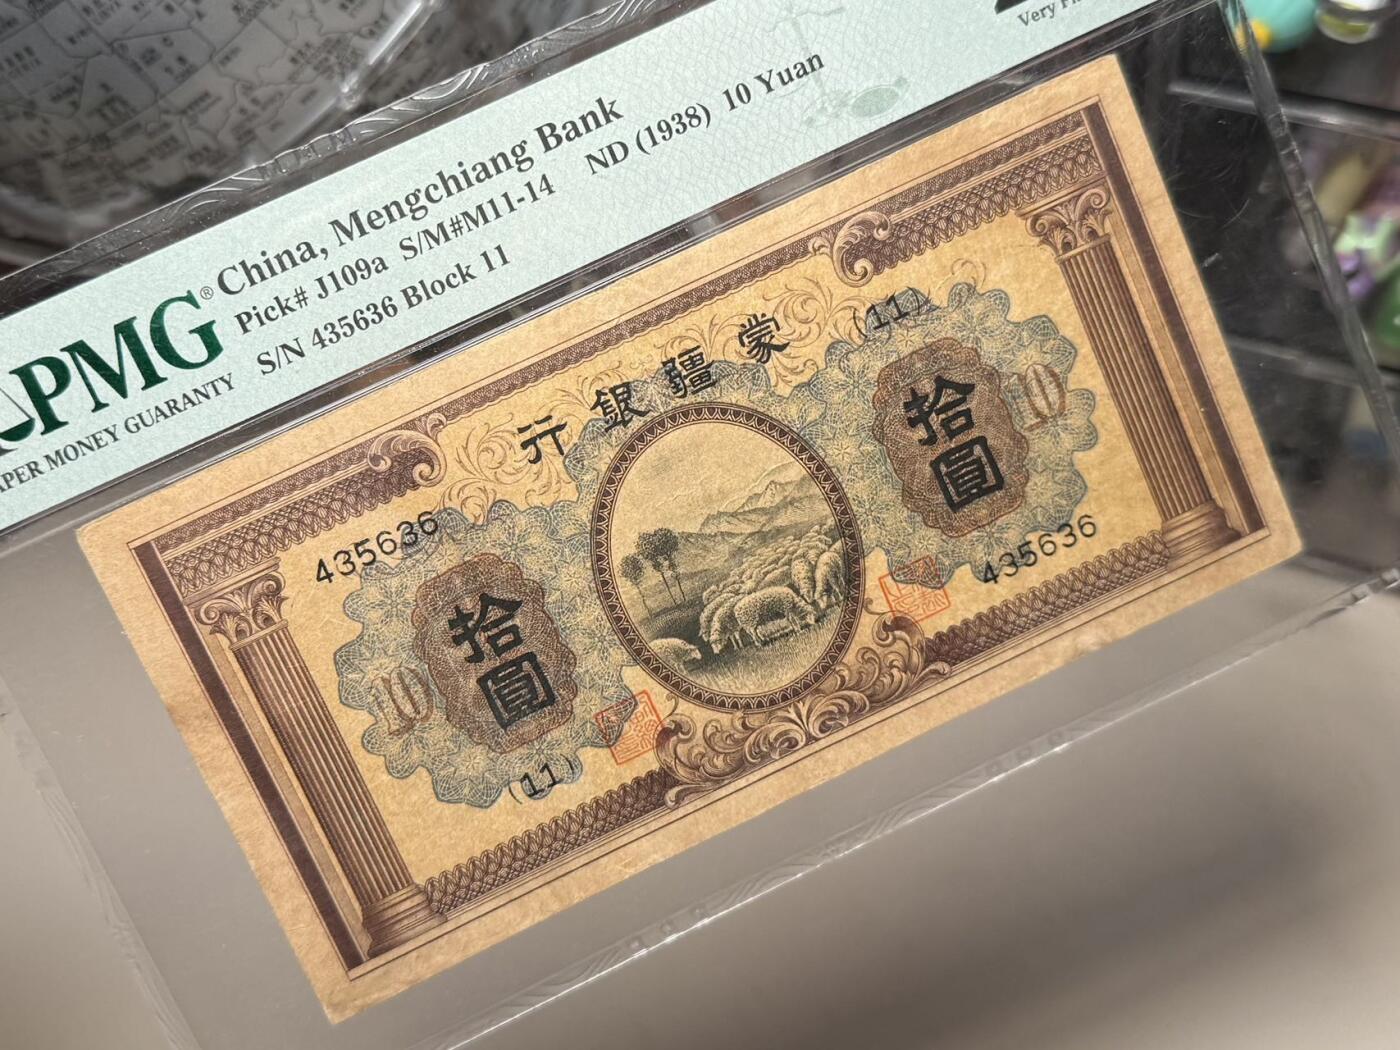 Very
China, Mengchiang Bank
Pick# J109a S/M#M11-14 ND (1938) 10 Yuan
S/N 435636 Block 11
PMG®
PAPER MONEY GUARANTY
行銀疆蒙
(11)
拾圓
10
435636
435636
拾圓
10
(11)